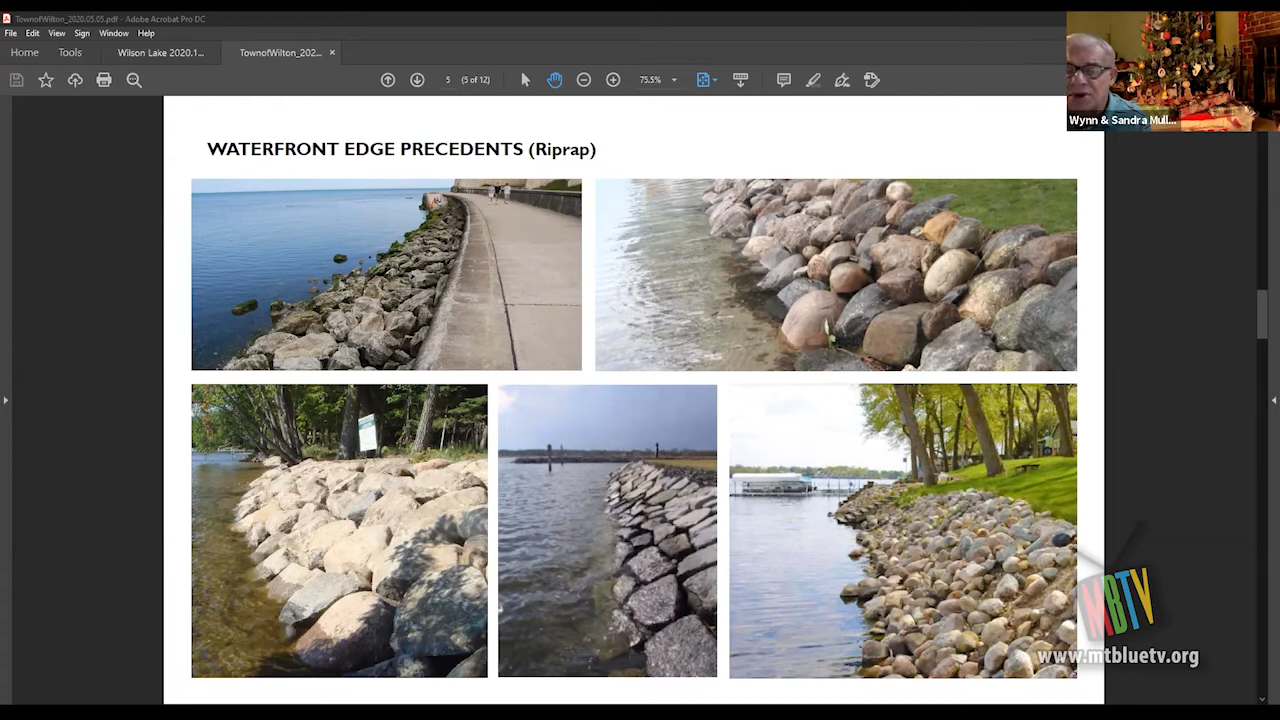 TownofWilton_2020.05.05.pdf - Adobe Acrobat Pro DC
File Edit View Sign Window Help
Home Tools Wilson Lake 2020.1... TownofWilton_202... ×
5 (5 of 12) 75.5%
Wynn & Sandra Mull...
WATERFRONT EDGE PRECEDENTS (Riprap)
MBTV
www.mtbluetv.org